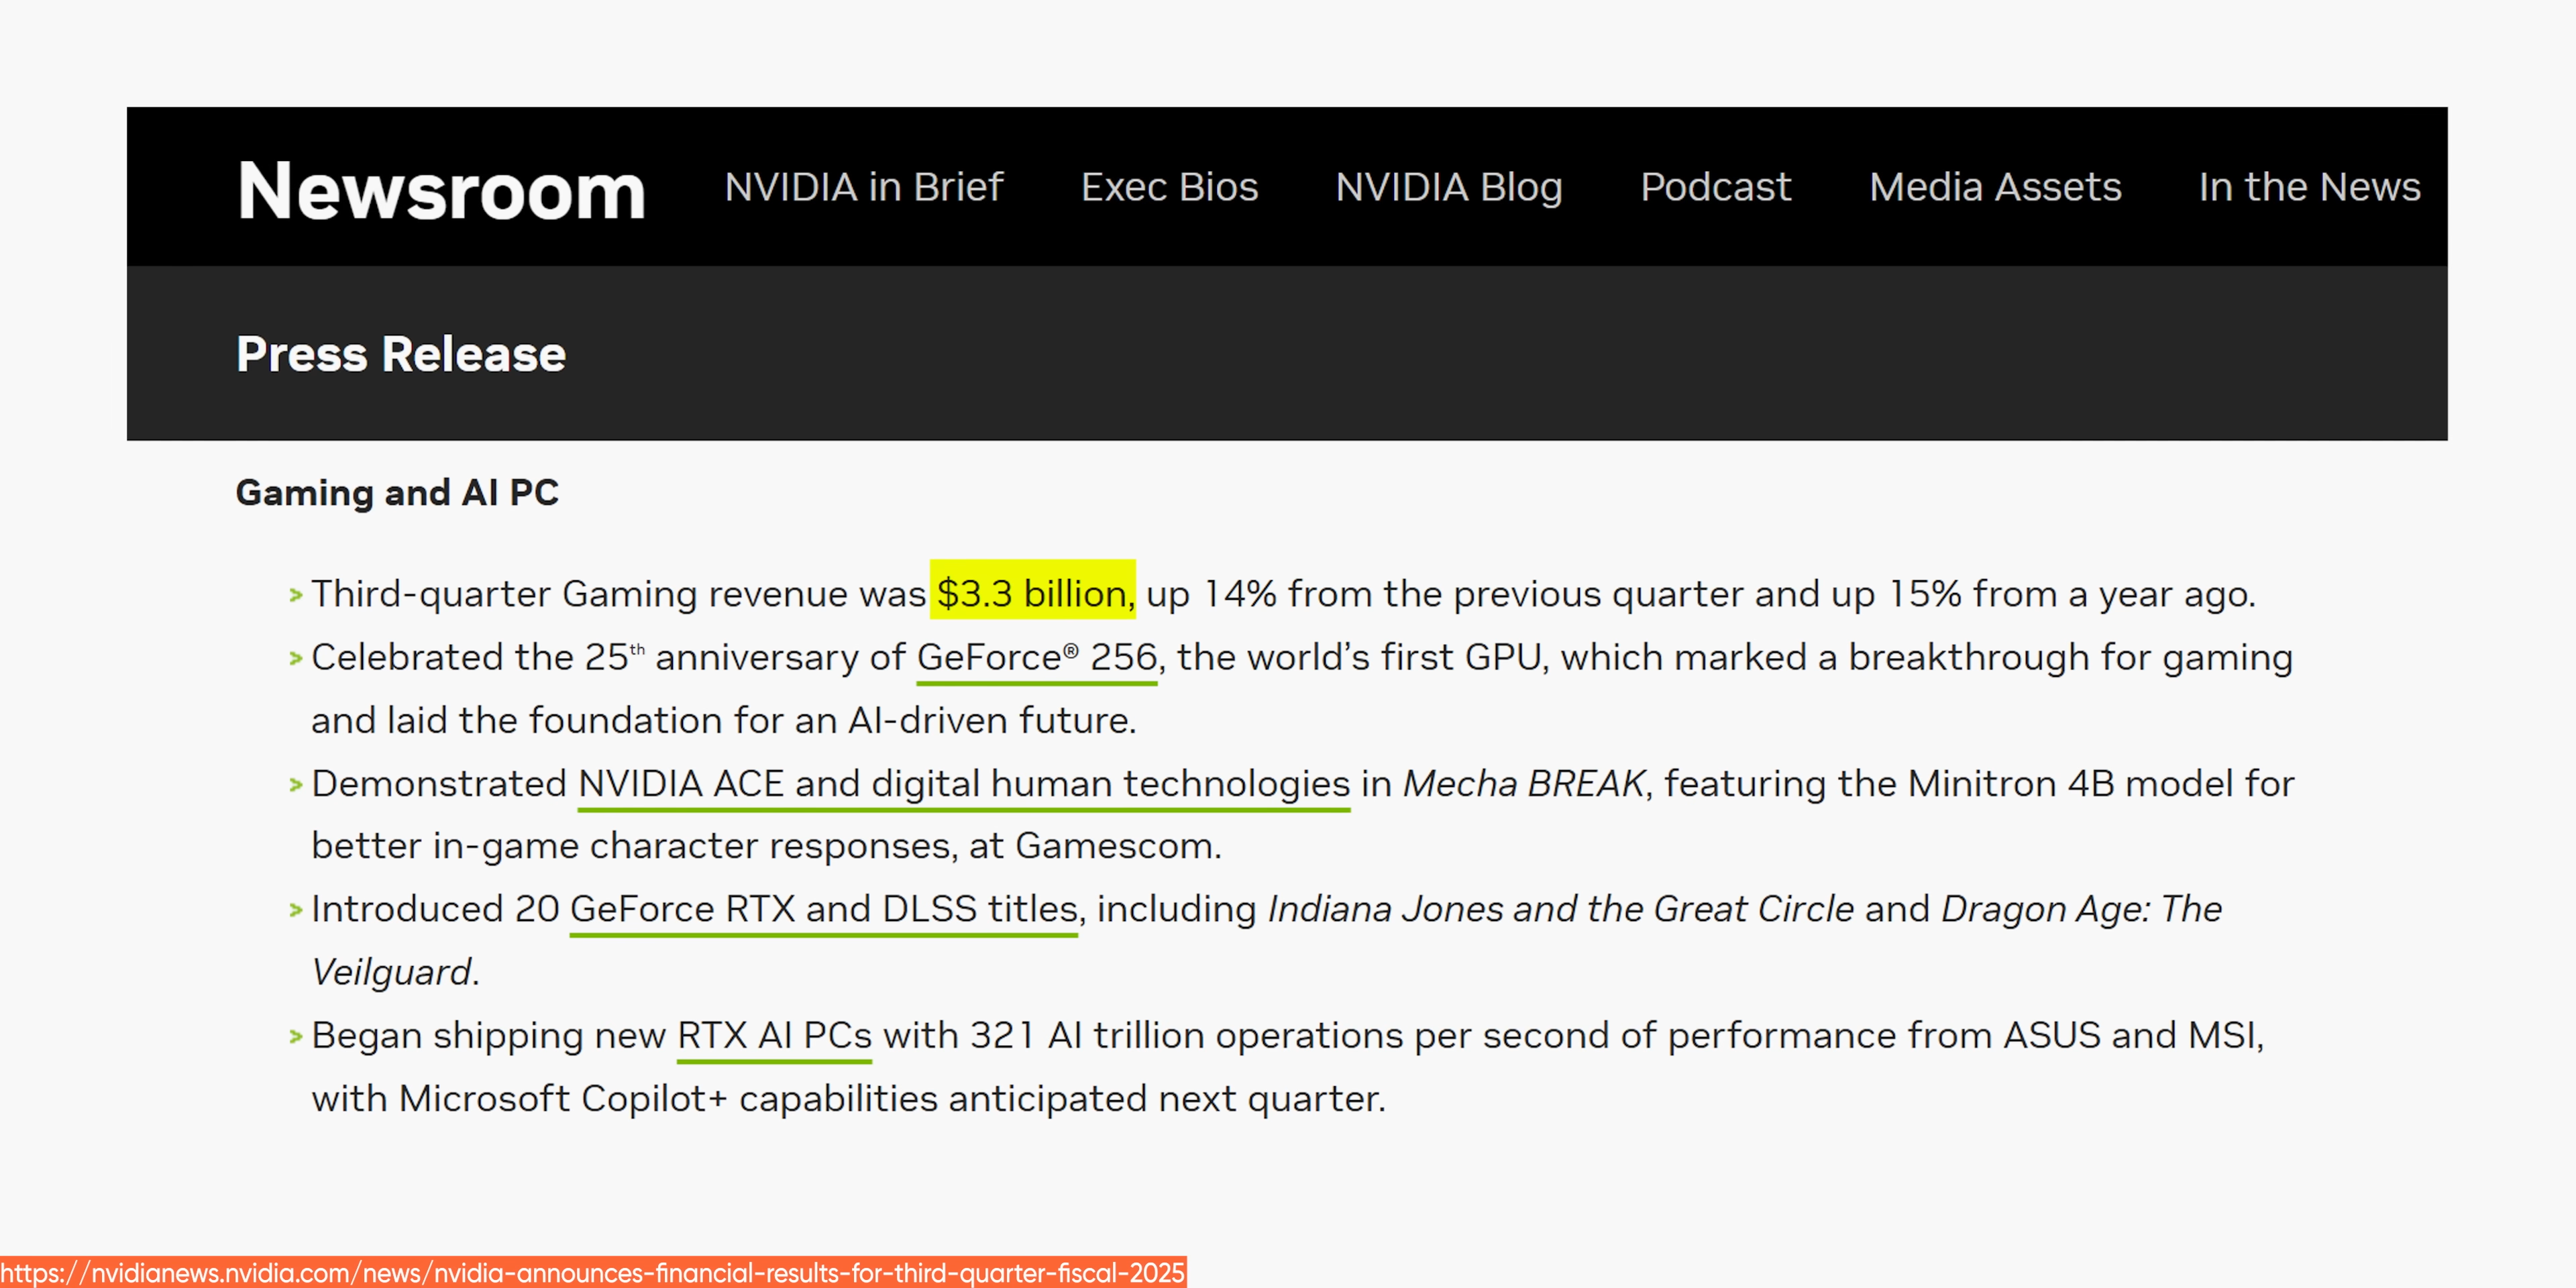 Newsroom NVIDIA in Brief Exec Bios NVIDIA Blog Podcast Media Assets In the News
Press Release
Gaming and AI PC
> Third-quarter Gaming revenue was $3.3 billion, up 14% from the previous quarter and up 15% from a year ago.
> Celebrated the 25th anniversary of GeForce® 256, the world’s first GPU, which marked a breakthrough for gaming
and laid the foundation for an AI-driven future.
> Demonstrated NVIDIA ACE and digital human technologies in Mecha BREAK, featuring the Minitron 4B model for
better in-game character responses, at Gamescom.
> Introduced 20 GeForce RTX and DLSS titles, including Indiana Jones and the Great Circle and Dragon Age: The
Veilguard.
> Began shipping new RTX AI PCs with 321 AI trillion operations per second of performance from ASUS and MSI,
with Microsoft Copilot+ capabilities anticipated next quarter.
https://nvidianews.nvidia.com/news/nvidia-announces-financial-results-for-third-quarter-fiscal-2025